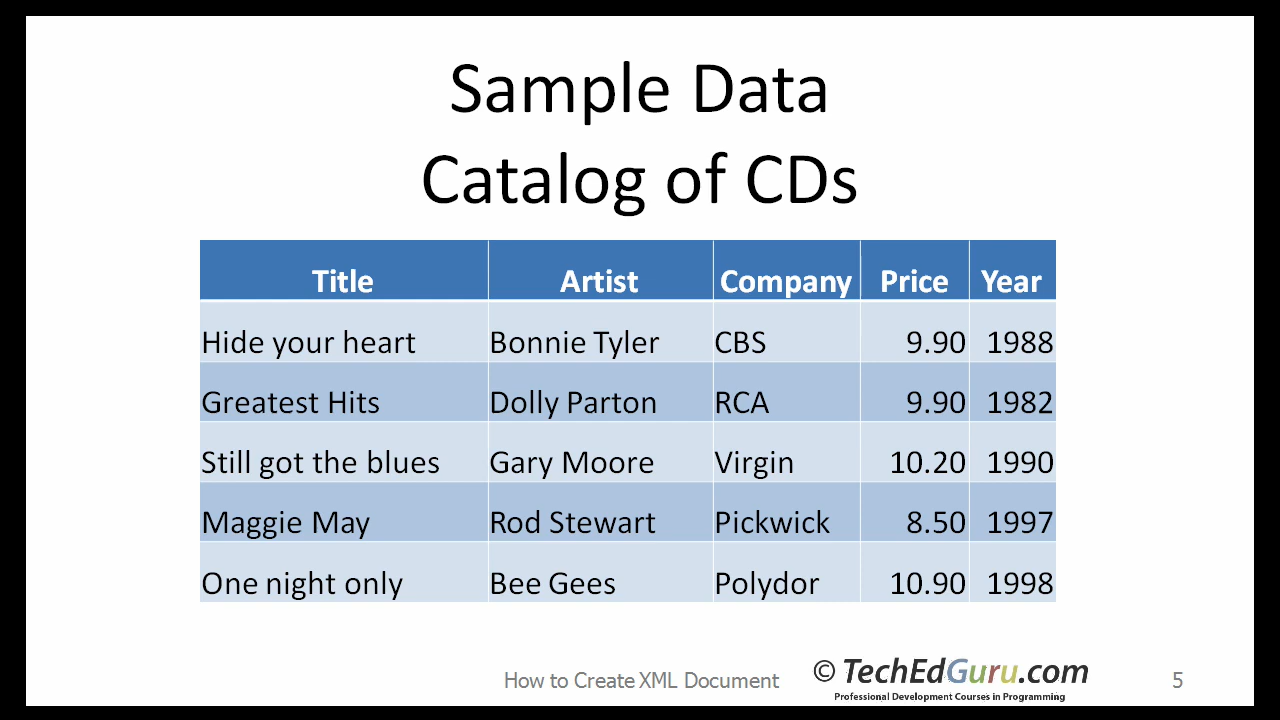 Sample Data
Catalog of CDs
Title Artist Company Price Year
Hide your heart Bonnie Tyler CBS 9.90 1988
Greatest Hits Dolly Parton RCA 9.90 1982
Still got the blues Gary Moore Virgin 10.20 1990
Maggie May Rod Stewart Pickwick 8.50 1997
One night only Bee Gees Polydor 10.90 1998
How to Create XML Document © TechEdGuru.com 5
Professional Development Courses in Programming